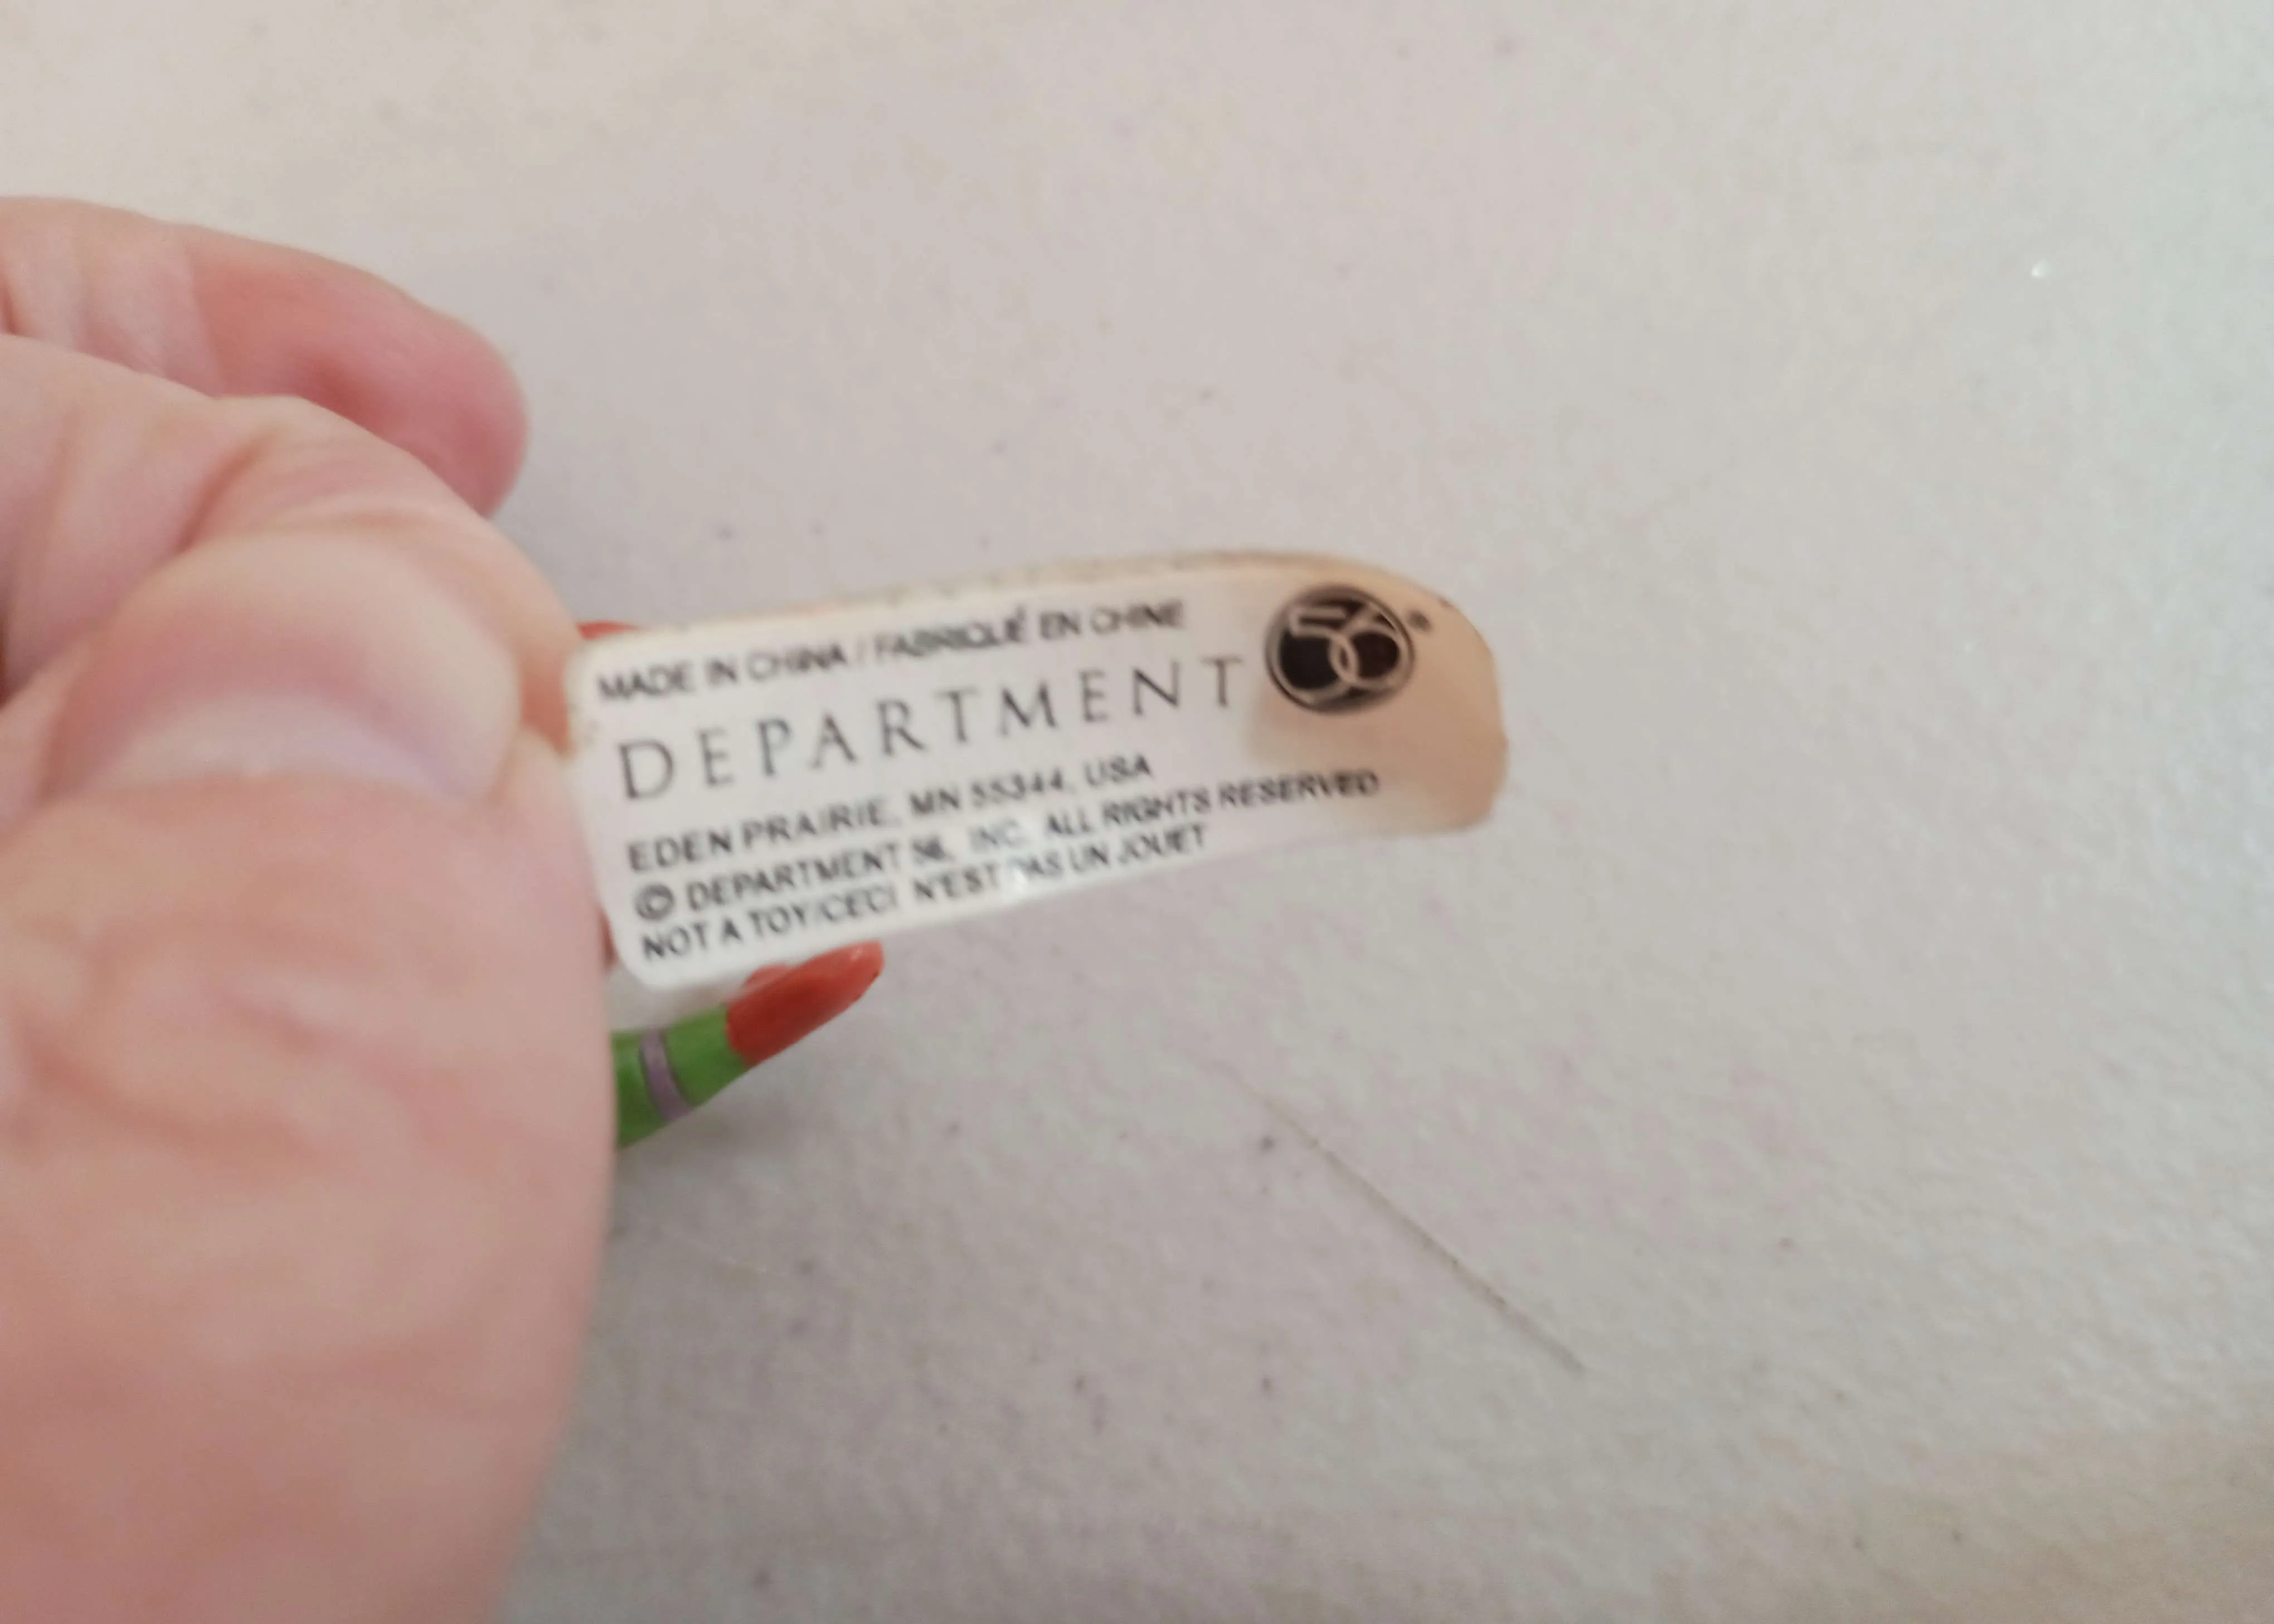 MADE IN CHINA / FABRIQUÉ EN CHINE
DEPARTMENT 56®
EDEN PRAIRIE, MN 55344, USA
© DEPARTMENT 56, INC. ALL RIGHTS RESERVED
NOT A TOY/CECI N'EST PAS UN JOUET